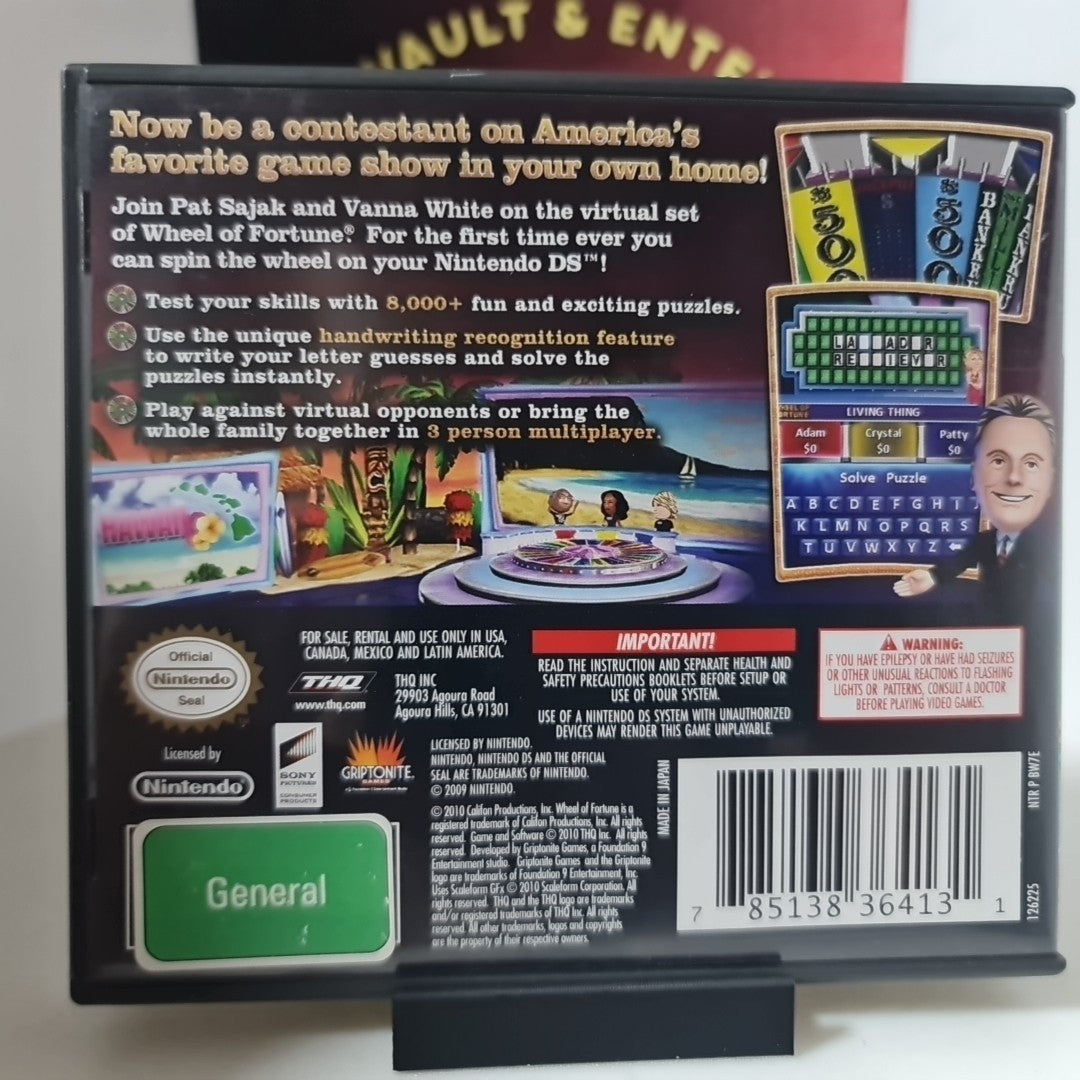 VAULT & ENTE
Now be a contestant on America's
favorite game show in your own home!
Join Pat Sajak and Vanna White on the virtual set
of Wheel of Fortune®. For the first time ever you
can spin the wheel on your Nintendo DS™!
Test your skills with 8,000+ fun and exciting puzzles.
Use the unique handwriting recognition feature
to write your letter guesses and solve the
puzzles instantly.
Play against virtual opponents or bring the
whole family together in 3 person multiplayer.
$500
$500
LA ADOR
RE IEV R
LIVING THING
Adam Crystal Patty
$0 $0 $0
Solve Puzzle
A B C D E F G H I J
K L M N O P Q R S
T U V W X Y Z
HAWAII
Official
Nintendo
Seal
Licensed by
Nintendo
FOR SALE, RENTAL AND USE ONLY IN USA,
CANADA, MEXICO AND LATIN AMERICA.
THQ
www.thq.com
THQ INC
29903 Agoura Road
Agoura Hills, CA 91301
SONY
PICTURES
CONSUMER
PRODUCTS
GRIPTONITE
GAMES
IMPORTANT!
READ THE INSTRUCTION AND SEPARATE HEALTH AND
SAFETY PRECAUTIONS BOOKLETS BEFORE SETUP OR
USE OF YOUR SYSTEM.
USE OF A NINTENDO DS SYSTEM WITH UNAUTHORIZED
DEVICES MAY RENDER THIS GAME UNPLAYABLE.
WARNING:
IF YOU HAVE EPILEPSY OR HAVE HAD SEIZURES
OR OTHER UNUSUAL REACTIONS TO FLASHING
LIGHTS OR PATTERNS, CONSULT A DOCTOR
BEFORE PLAYING VIDEO GAMES.
LICENSED BY NINTENDO.
NINTENDO, NINTENDO DS AND THE OFFICIAL
SEAL ARE TRADEMARKS OF NINTENDO.
© 2009 NINTENDO.
© 2010 Califon Productions, Inc. Wheel of Fortune is a
registered trademark of Califon Productions, Inc. All rights
reserved. Game and Software © 2010 THQ Inc. All rights
reserved. Developed by Griptonite Games, a Foundation 9
Entertainment studio. Griptonite Games and the Griptonite
logo are trademarks of Foundation 9 Entertainment, Inc.
Uses Scaleform GFx © 2010 Scaleform Corporation. All
rights reserved. THQ and the THQ logo are trademarks
and/or registered trademarks of THQ Inc. All rights
reserved. All other trademarks, logos and copyrights
are the property of their respective owners.
General
MADE IN JAPAN
7 85138 36413 1
NTR P BW7E
126225